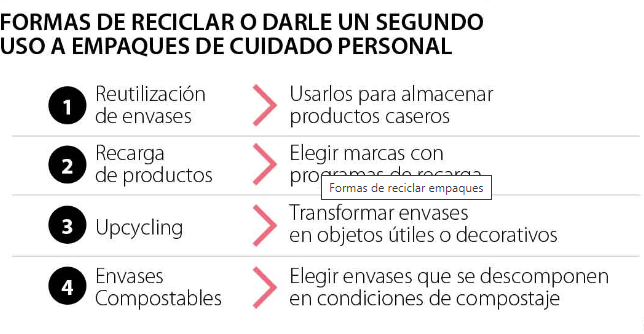 FORMAS DE RECICLAR O DARLE UN SEGUNDO
USO A EMPAQUES DE CUIDADO PERSONAL
1 Reutilización
de envases
Usarlos para almacenar
productos caseros
2 Recarga
de productos
Elegir marcas con
programas de recarga
Formas de reciclar empaques
3 Upcycling
Transformar envases
en objetos útiles o decorativos
4 Envases
Compostables
Elegir envases que se descomponen
en condiciones de compostaje